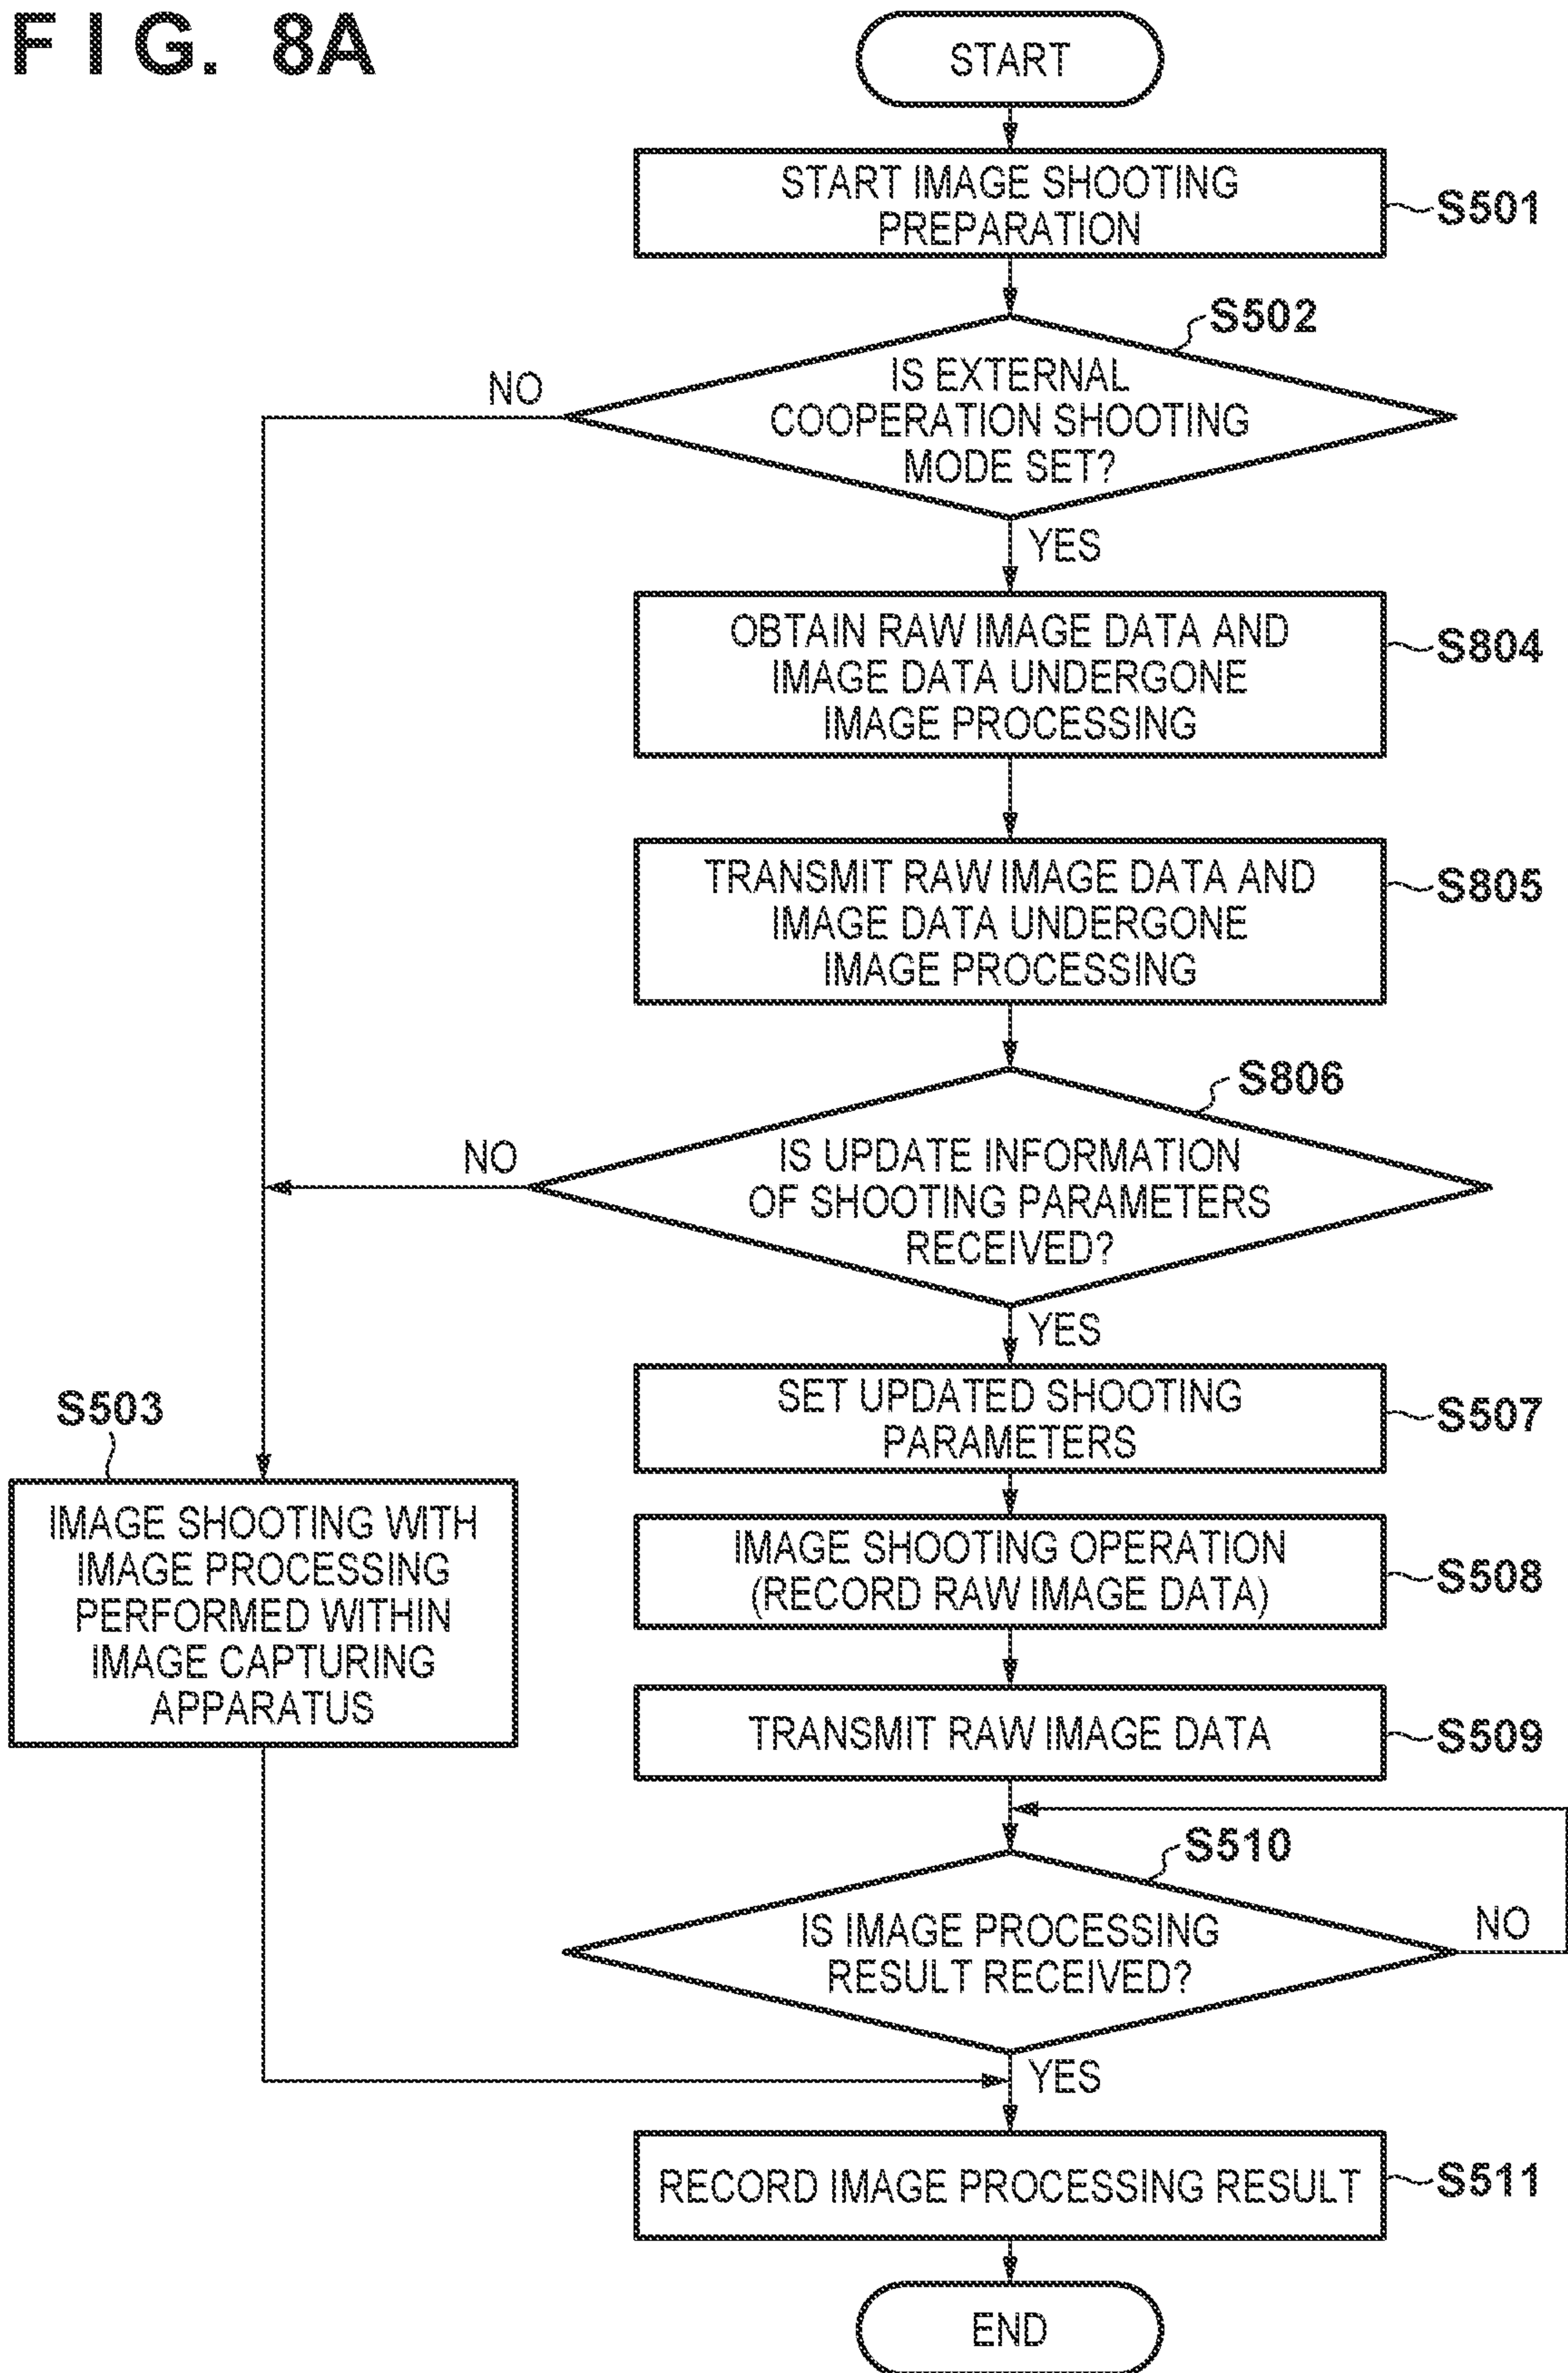 FIG. 8A
START
START IMAGE SHOOTING
PREPARATION
S501
S502
IS EXTERNAL
COOPERATION SHOOTING
MODE SET?
NO
YES
OBTAIN RAW IMAGE DATA AND
IMAGE DATA UNDERGONE
IMAGE PROCESSING
S804
TRANSMIT RAW IMAGE DATA AND
IMAGE DATA UNDERGONE
IMAGE PROCESSING
S805
S806
IS UPDATE INFORMATION
OF SHOOTING PARAMETERS
RECEIVED?
NO
YES
SET UPDATED SHOOTING
PARAMETERS
S507
S503
IMAGE SHOOTING WITH
IMAGE PROCESSING
PERFORMED WITHIN
IMAGE CAPTURING
APPARATUS
IMAGE SHOOTING OPERATION
(RECORD RAW IMAGE DATA)
S508
TRANSMIT RAW IMAGE DATA
S509
S510
IS IMAGE PROCESSING
RESULT RECEIVED?
NO
YES
RECORD IMAGE PROCESSING RESULT
S511
END